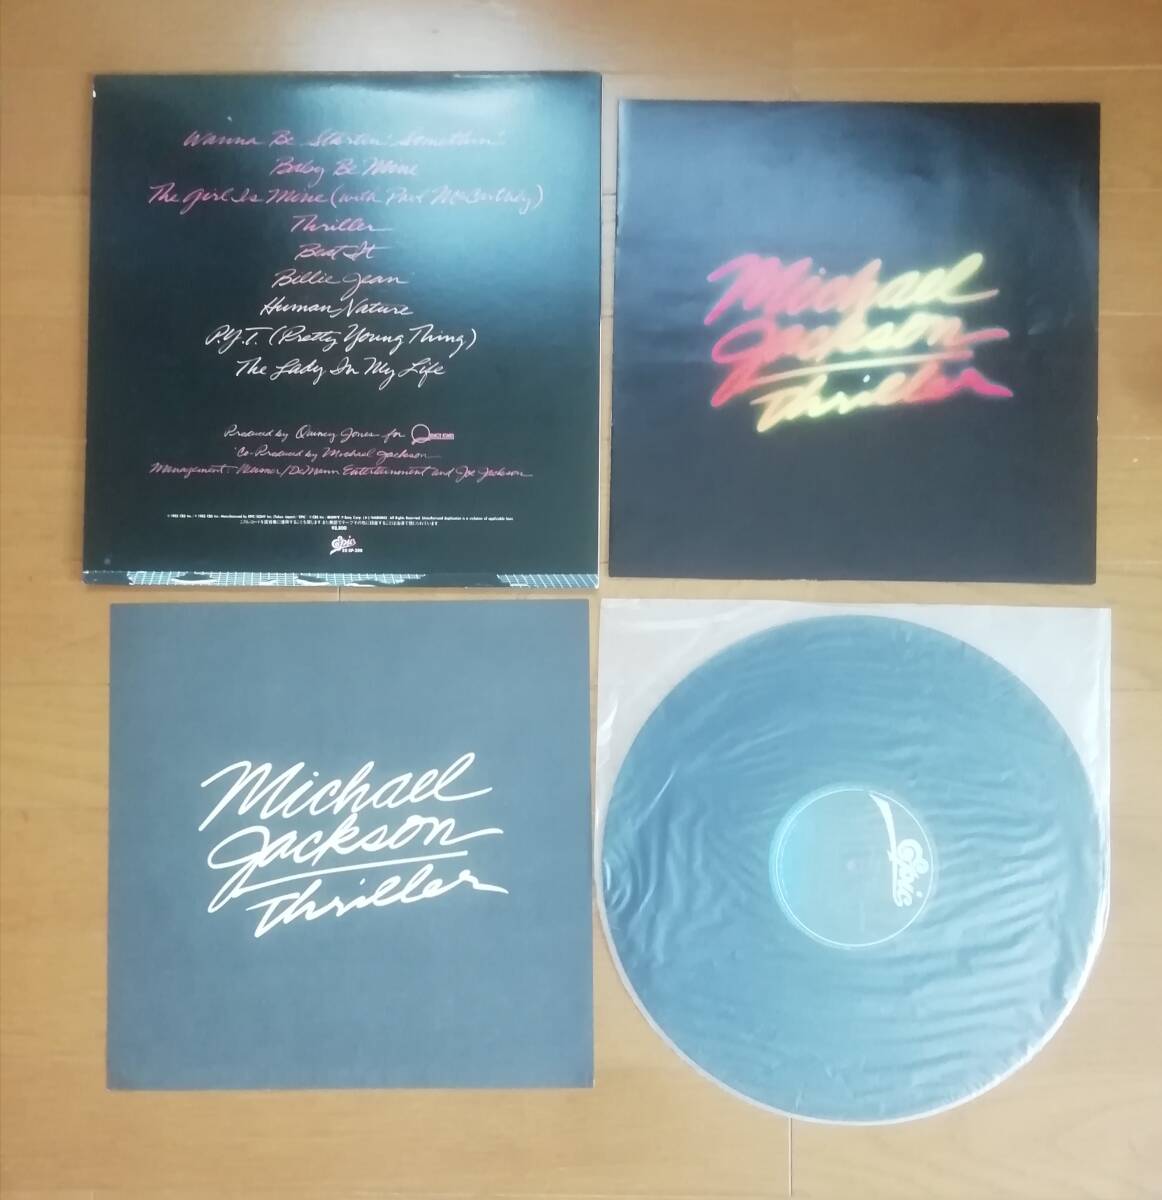 Wanna Be Startin' Somethin'
Baby Be Mine
The Girl Is Mine (with Paul McCartney)
Thriller
Beat It
Billie Jean
Human Nature
P.Y.T. (Pretty Young Thing)
The Lady In My Life
Produced by Quincy Jones for
Co-Produced by Michael Jackson
Management: Weisner/DeMann Entertainment and Joe Jackson
¥2,800
Epic
Michael
Jackson
Thriller
Michael
Jackson
Thriller
Epic